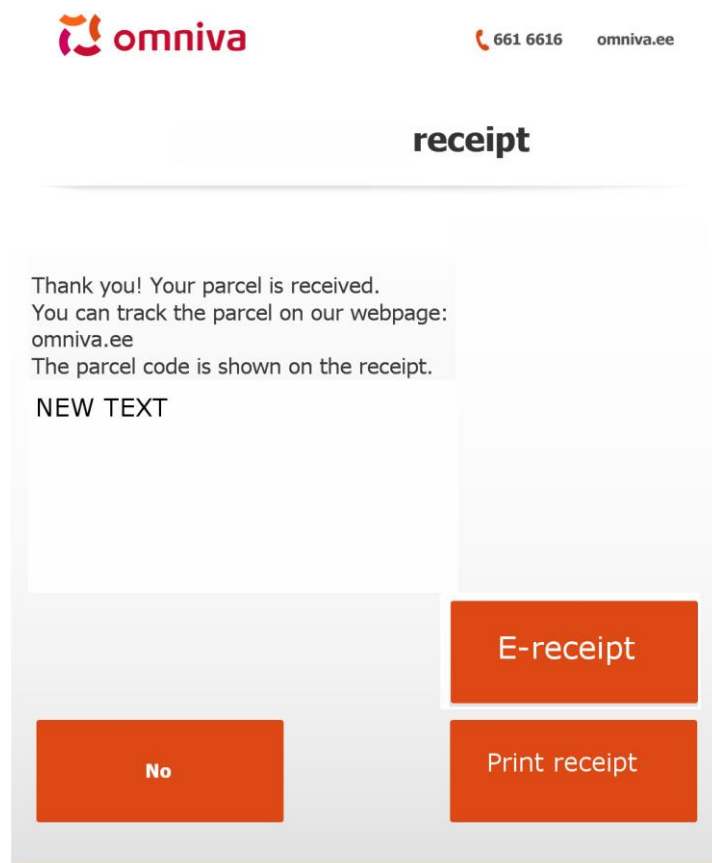 omniva
661 6616 omniva.ee
receipt
Thank you! Your parcel is received.
You can track the parcel on our webpage:
omniva.ee
The parcel code is shown on the receipt.
NEW TEXT
E-receipt
No
Print receipt